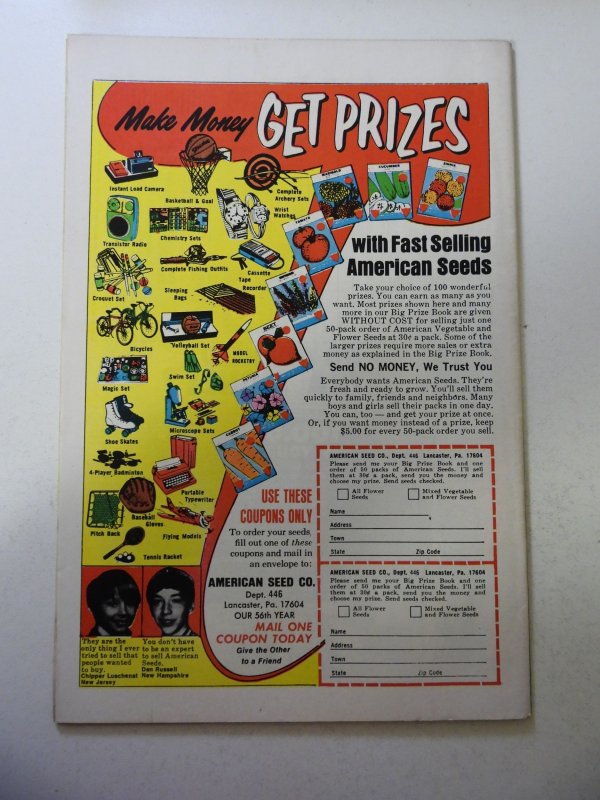 Make Money GET PRIZES
Instant Load Camera
Basketball & Goal
Complete
Archery Sets
Wrist
Watches
Transistor Radio
Chemistry Sets
Complete Fishing Outfits
Cassette
Tape
Recorder
Croquet Set
Sleeping
Bags
Bicycles
Volleyball Set
MODEL
ROCKETRY
Magic Set
Swim Set
Shoe Skates
Microscope Sets
4-Player Badminton
Portable
Typewriter
Baseball
Gloves
Pitch Back
Flying Models
Tennis Racket
MARIGOLD
CUCUMBER
ZINNIA
TOMATO
BEET
PETUNIA
CARROT
with Fast Selling
American Seeds
Take your choice of 100 wonderful
prizes. You can earn as many as you
want. Most prizes shown here and many
more in our Big Prize Book are given
WITHOUT COST for selling just one
50-pack order of American Vegetable and
Flower Seeds at 30¢ a pack. Some of the
larger prizes require more sales or extra
money as explained in the Big Prize Book.
Send NO MONEY, We Trust You
Everybody wants American Seeds. They're
fresh and ready to grow. You'll sell them
quickly to family, friends and neighbors. Many
boys and girls sell their packs in one day.
You can, too — and get your prize at once.
Or, if you want money instead of a prize, keep
$5.00 for every 50-pack order you sell.
USE THESE
COUPONS ONLY
To order your seeds,
fill out one of these
coupons and mail in
an envelope to:
AMERICAN SEED CO.
Dept. 446
Lancaster, Pa. 17604
OUR 56th YEAR
MAIL ONE
COUPON TODAY
Give the Other
to a Friend
They are the
only thing I ever
tried to sell that
people wanted
to buy.
Chipper Luschenat
New Jersey
You don't have
to be an expert
to sell American
Seeds.
Dan Russell
New Hampshire
AMERICAN SEED CO., Dept. 446 Lancaster, Pa. 17604
Please send me your Big Prize Book and one
order of 50 packs of American Seeds. I'll sell
them at 30¢ a pack, send you the money and
choose my prize. Send seeds checked.
All Flower
Seeds
Mixed Vegetable
and Flower Seeds
Name
Address
Town
State Zip Code
AMERICAN SEED CO., Dept. 446 Lancaster, Pa. 17604
Please send me your Big Prize Book and one
order of 50 packs of American Seeds. I'll sell
them at 30¢ a pack, send you the money and
choose my prize. Send seeds checked.
All Flower
Seeds
Mixed Vegetable
and Flower Seeds
Name
Address
Town
State Zip Code